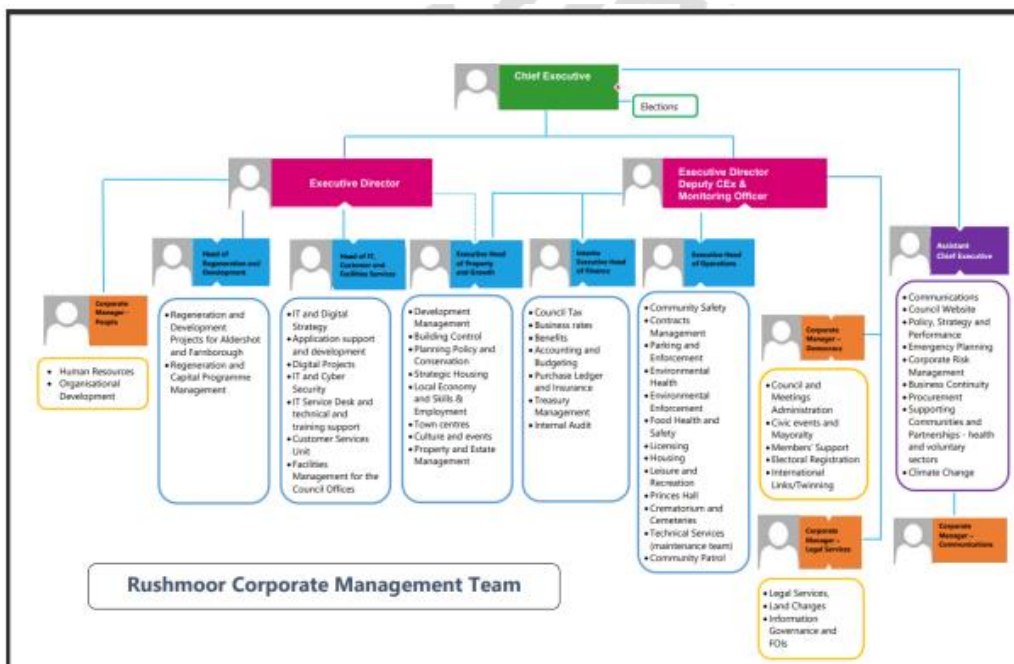 Chief Executive
Elections
Executive Director
Executive Director
Deputy CEx &
Monitoring Officer
Head of
Regeneration and
Development
Head of IT,
Customer and
Facilities Services
Executive Head
of Property
and Growth
Interim
Executive Head
of Finance
Executive Head
of Operations
Assistant
Chief Executive
Corporate
Manager –
People
• Human Resources
• Organisational
Development
• Regeneration and
Development
Projects for Aldershot
and Farnborough
• Regeneration and
Capital Programme
Management
• IT and Digital
Strategy
• Application support
and development
• Digital Projects
• IT and Cyber
Security
• IT Service Desk and
technical and
training support
• Customer Services
Unit
• Facilities
Management for the
Council Offices
• Development
Management
• Building Control
• Planning Policy and
Conservation
• Strategic Housing
• Local Economy
and Skills &
Employment
• Town centres
• Culture and events
• Property and Estate
Management
• Council Tax
• Business rates
• Benefits
• Accounting and
Budgeting
• Purchase Ledger
and Insurance
• Treasury
Management
• Internal Audit
• Community Safety
• Contracts
Management
• Parking and
Enforcement
• Environmental
Health
• Environmental
Enforcement
• Food Health and
Safety
• Licensing
• Housing
• Leisure and
Recreation
• Princes Hall
• Crematorium and
Cemeteries
• Technical Services
(maintenance team)
• Community Patrol
Corporate
Manager –
Democracy
• Council and
Meetings
Administration
• Civic events and
Mayoralty
• Members' Support
• Electoral Registration
• International
Links/Twinning
Corporate
Manager –
Legal Services
• Legal Services,
• Land Charges
• Information
Governance and
FOIs
• Communications
• Council Website
• Policy, Strategy and
Performance
• Emergency Planning
• Corporate Risk
Management
• Business Continuity
• Procurement
• Supporting
Communities and
Partnerships - health
and voluntary
sectors
• Climate Change
Corporate
Manager –
Communications
Rushmoor Corporate Management Team